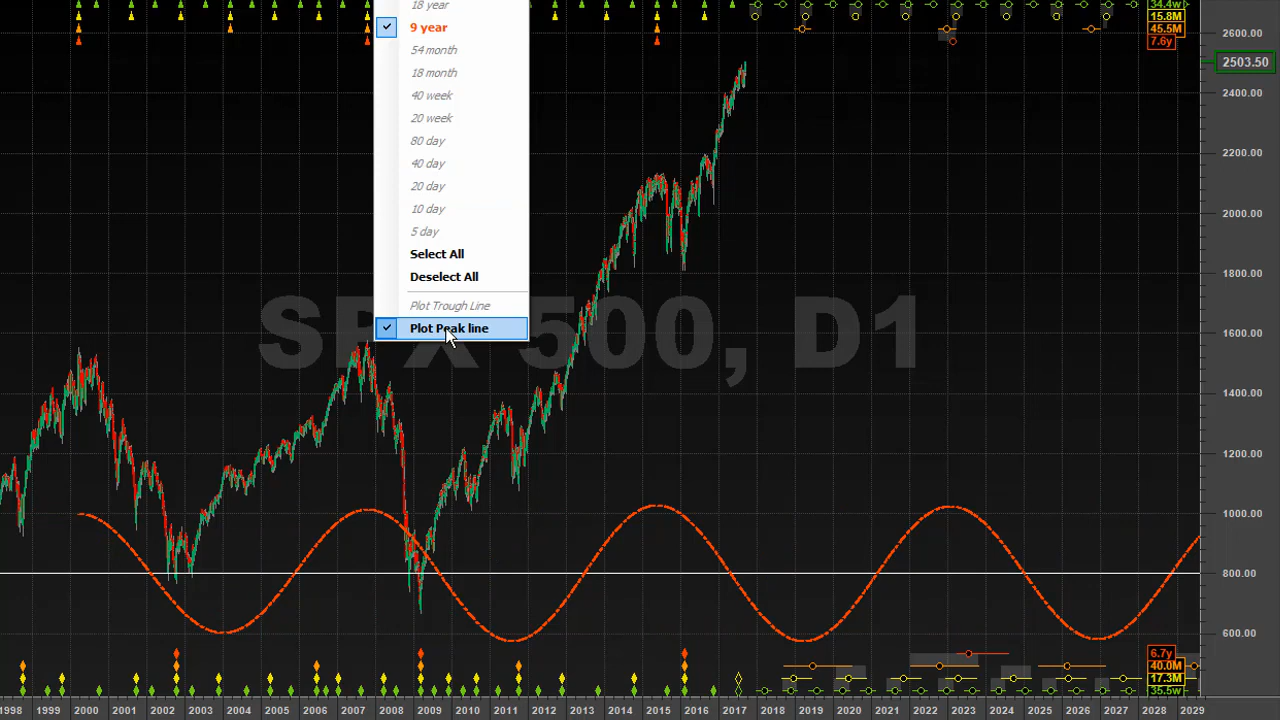 18 year
9 year
54 month
18 month
40 week
20 week
80 day
40 day
20 day
10 day
5 day
Select All
Deselect All
Plot Trough Line
Plot Peak line
SPX 500, D1
34.4w
15.8M
45.5M
7.6y
2600.00
2503.50
2400.00
2200.00
2000.00
1800.00
1600.00
1400.00
1200.00
1000.00
800.00
600.00
6.7y
40.0M
17.3M
35.5w
1998 1999 2000 2001 2002 2003 2004 2005 2006 2007 2008 2009 2010 2011 2012 2013 2014 2015 2016 2017 2018 2019 2020 2021 2022 2023 2024 2025 2026 2027 2028 2029